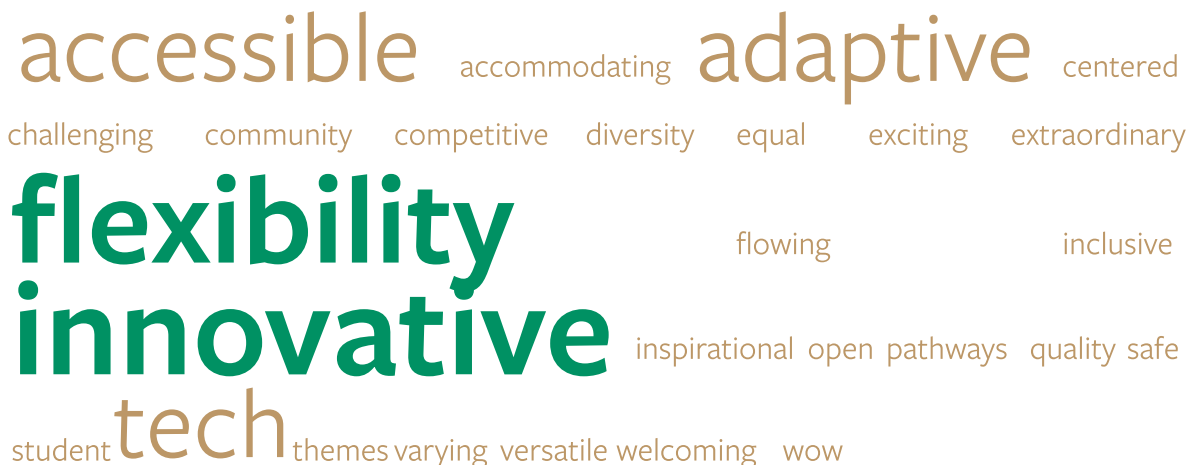 accessible accommodating adaptive centered
challenging community competitive diversity equal exciting extraordinary
flexibility flowing inclusive
innovative inspirational open pathways quality safe
student tech themes varying versatile welcoming wow